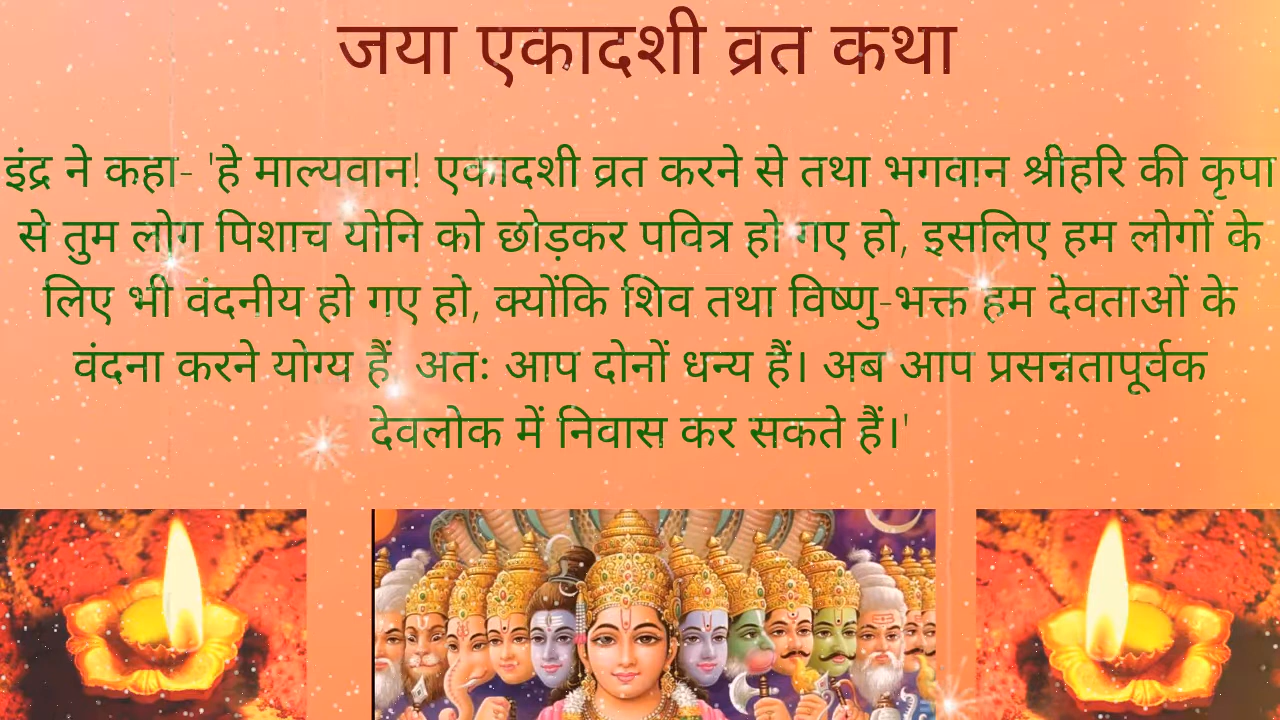 जया एकादशी व्रत कथा
इंद्र ने कहा- 'हे माल्यवान! एकादशी व्रत करने से तथा भगवान श्रीहरि की कृपा
से तुम लोग पिशाच योनि को छोड़कर पवित्र हो गए हो, इसलिए हम लोगों के
लिए भी वंदनीय हो गए हो, क्योंकि शिव तथा विष्णु-भक्त हम देवताओं के
वंदना करने योग्य हैं, अतः आप दोनों धन्य हैं। अब आप प्रसन्नतापूर्वक
देवलोक में निवास कर सकते हैं।'